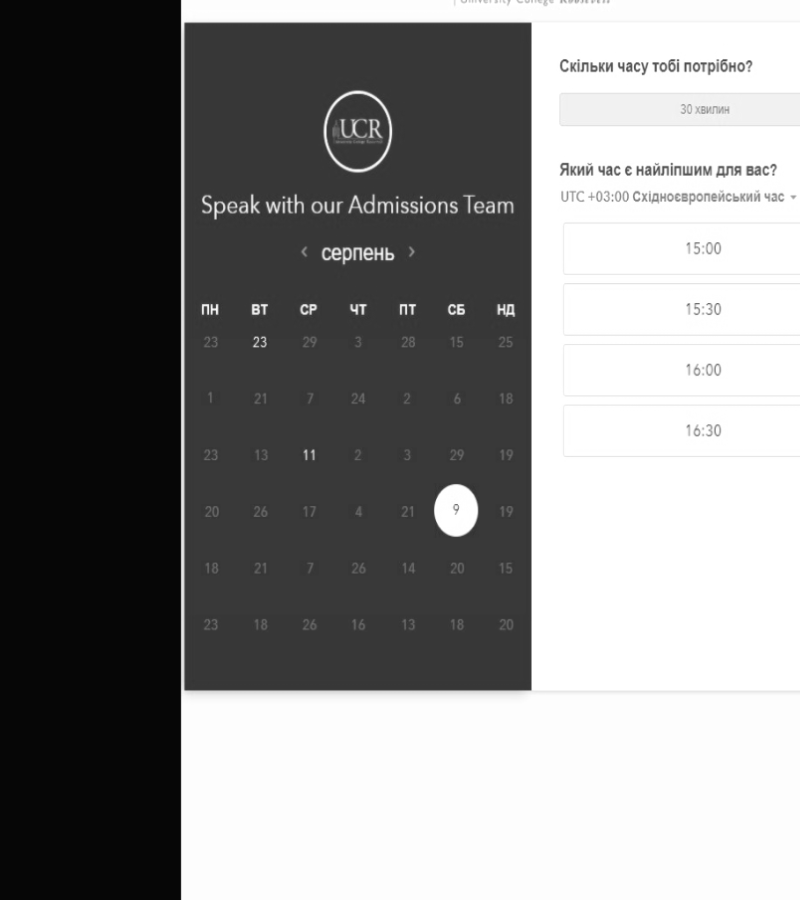 University College
UCR
Speak with our Admissions Team
‹ серпень ›
ПН ВТ СР ЧТ ПТ СБ НД
23 23 29 3 28 15 25
1 21 7 24 2 6 18
23 13 11 2 3 29 19
20 26 17 4 21 9 19
18 21 7 26 14 20 15
23 18 26 16 13 18 20
Скільки часу тобі потрібно?
30 хвилин
Який час є найліпшим для вас?
UTC +03:00 Східноєвропейський час
15:00
15:30
16:00
16:30